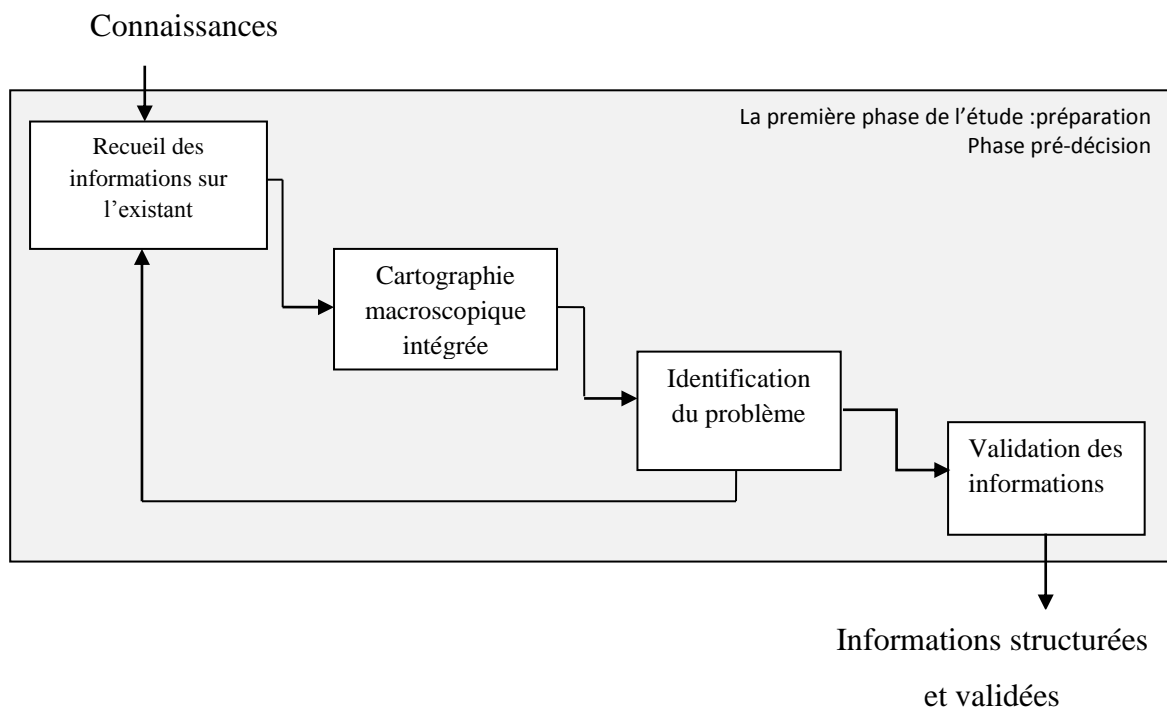 Connaissances
La première phase de l’étude :préparation
Phase pré-décision
Recueil des
informations sur
l’existant
Cartographie
macroscopique
intégrée
Identification
du problème
Validation des
informations
Informations structurées
et validées